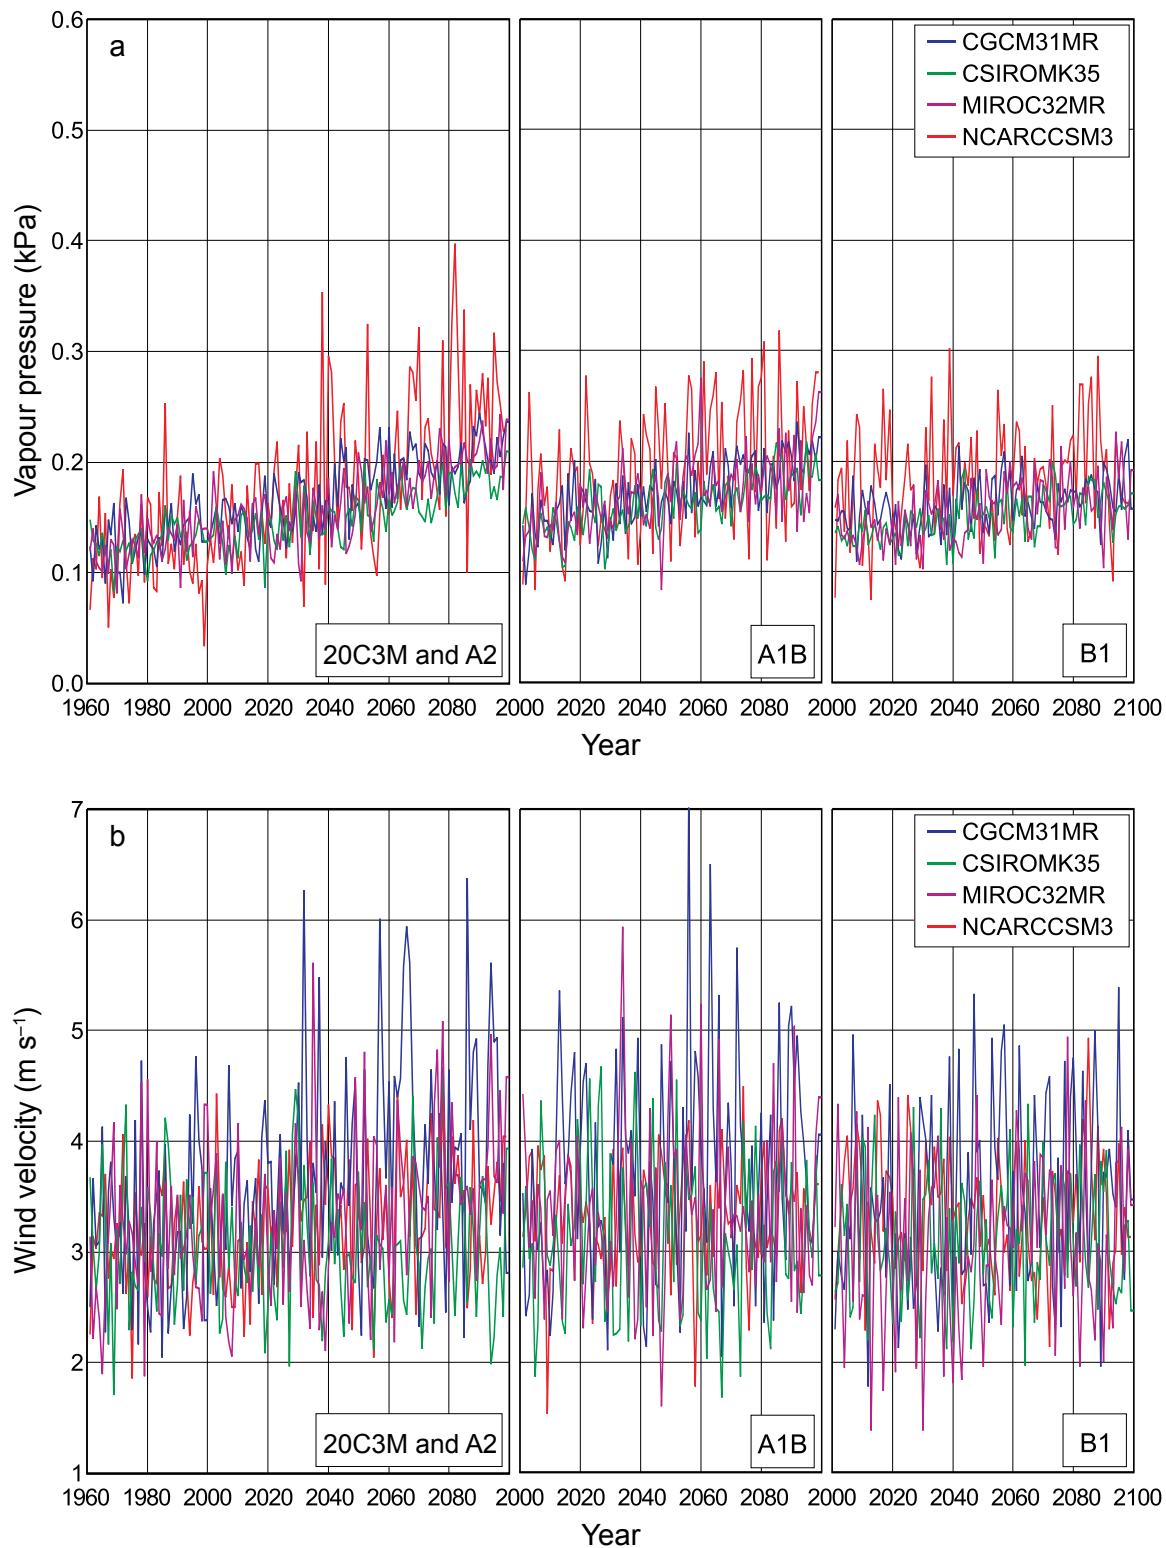 a
0.6
0.5
0.4
0.3
0.2
0.1
0.0
Vapour pressure (kPa)
CGCM31MR
CSIROMK35
MIROC32MR
NCARCCSM3
20C3M and A2
A1B
B1
1960 1980 2000 2020 2040 2060 2080 2000 2020 2040 2060 2080 2000 2020 2040 2060 2080 2100
Year
b
7
6
5
4
3
2
1
Wind velocity (m s⁻¹)
CGCM31MR
CSIROMK35
MIROC32MR
NCARCCSM3
20C3M and A2
A1B
B1
1960 1980 2000 2020 2040 2060 2080 2000 2020 2040 2060 2080 2000 2020 2040 2060 2080 2100
Year